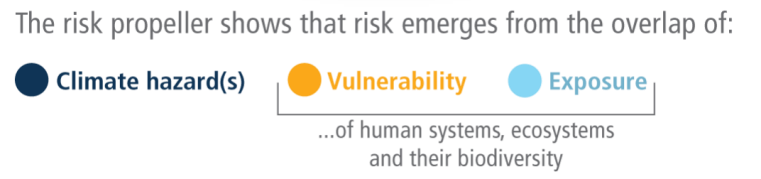 The risk propeller shows that risk emerges from the overlap of:
Climate hazard(s) Vulnerability Exposure
...of human systems, ecosystems
and their biodiversity